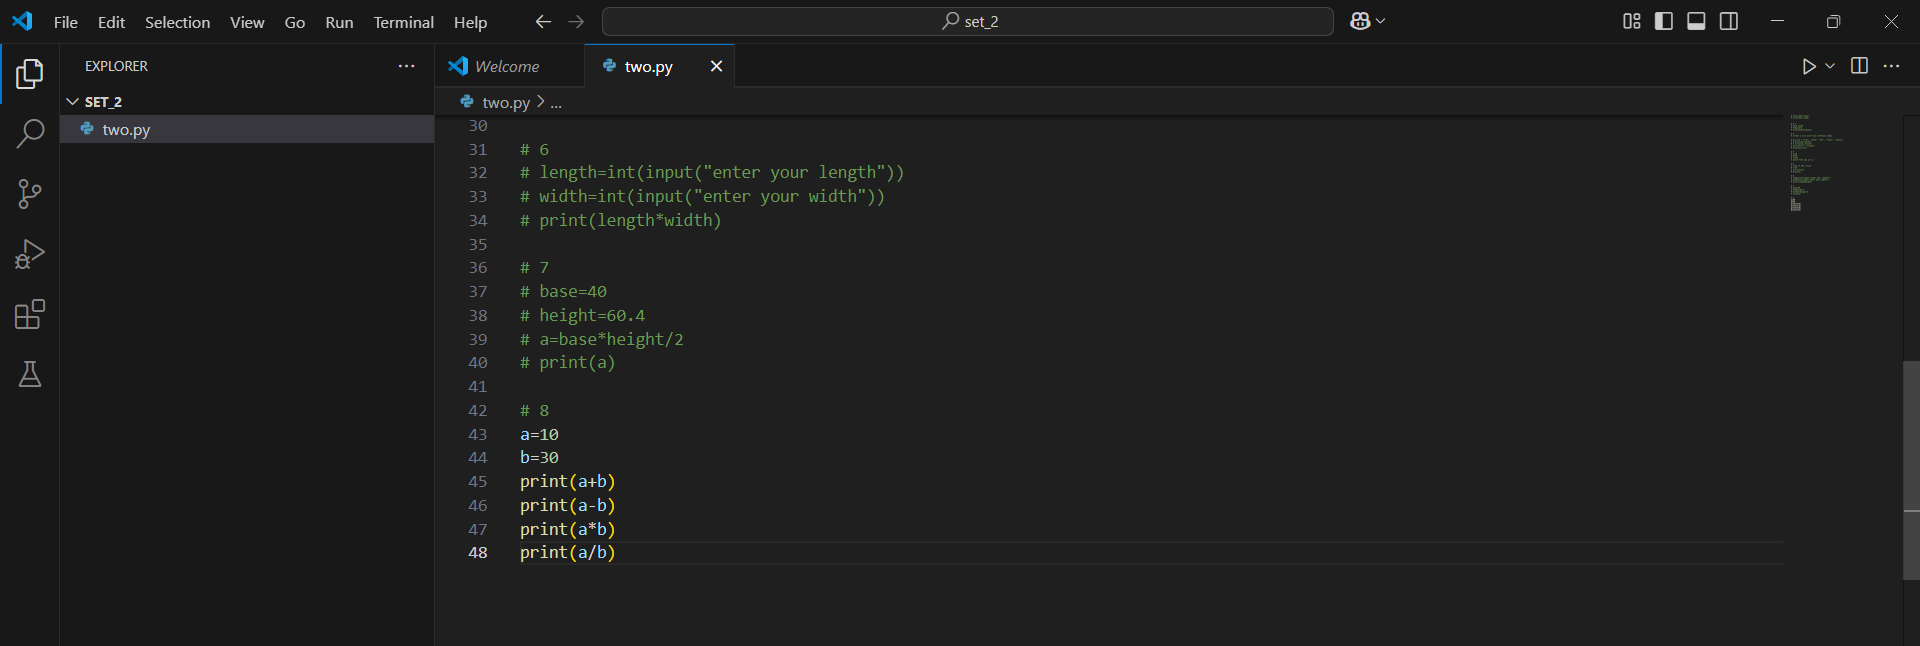 File Edit Selection View Go Run Terminal Help
set_2
EXPLORER
SET_2
two.py
Welcome
two.py
two.py > ...
30
31 # 6
32 # length=int(input("enter your length"))
33 # width=int(input("enter your width"))
34 # print(length*width)
35
36 # 7
37 # base=40
38 # height=60.4
39 # a=base*height/2
40 # print(a)
41
42 # 8
43 a=10
44 b=30
45 print(a+b)
46 print(a-b)
47 print(a*b)
48 print(a/b)